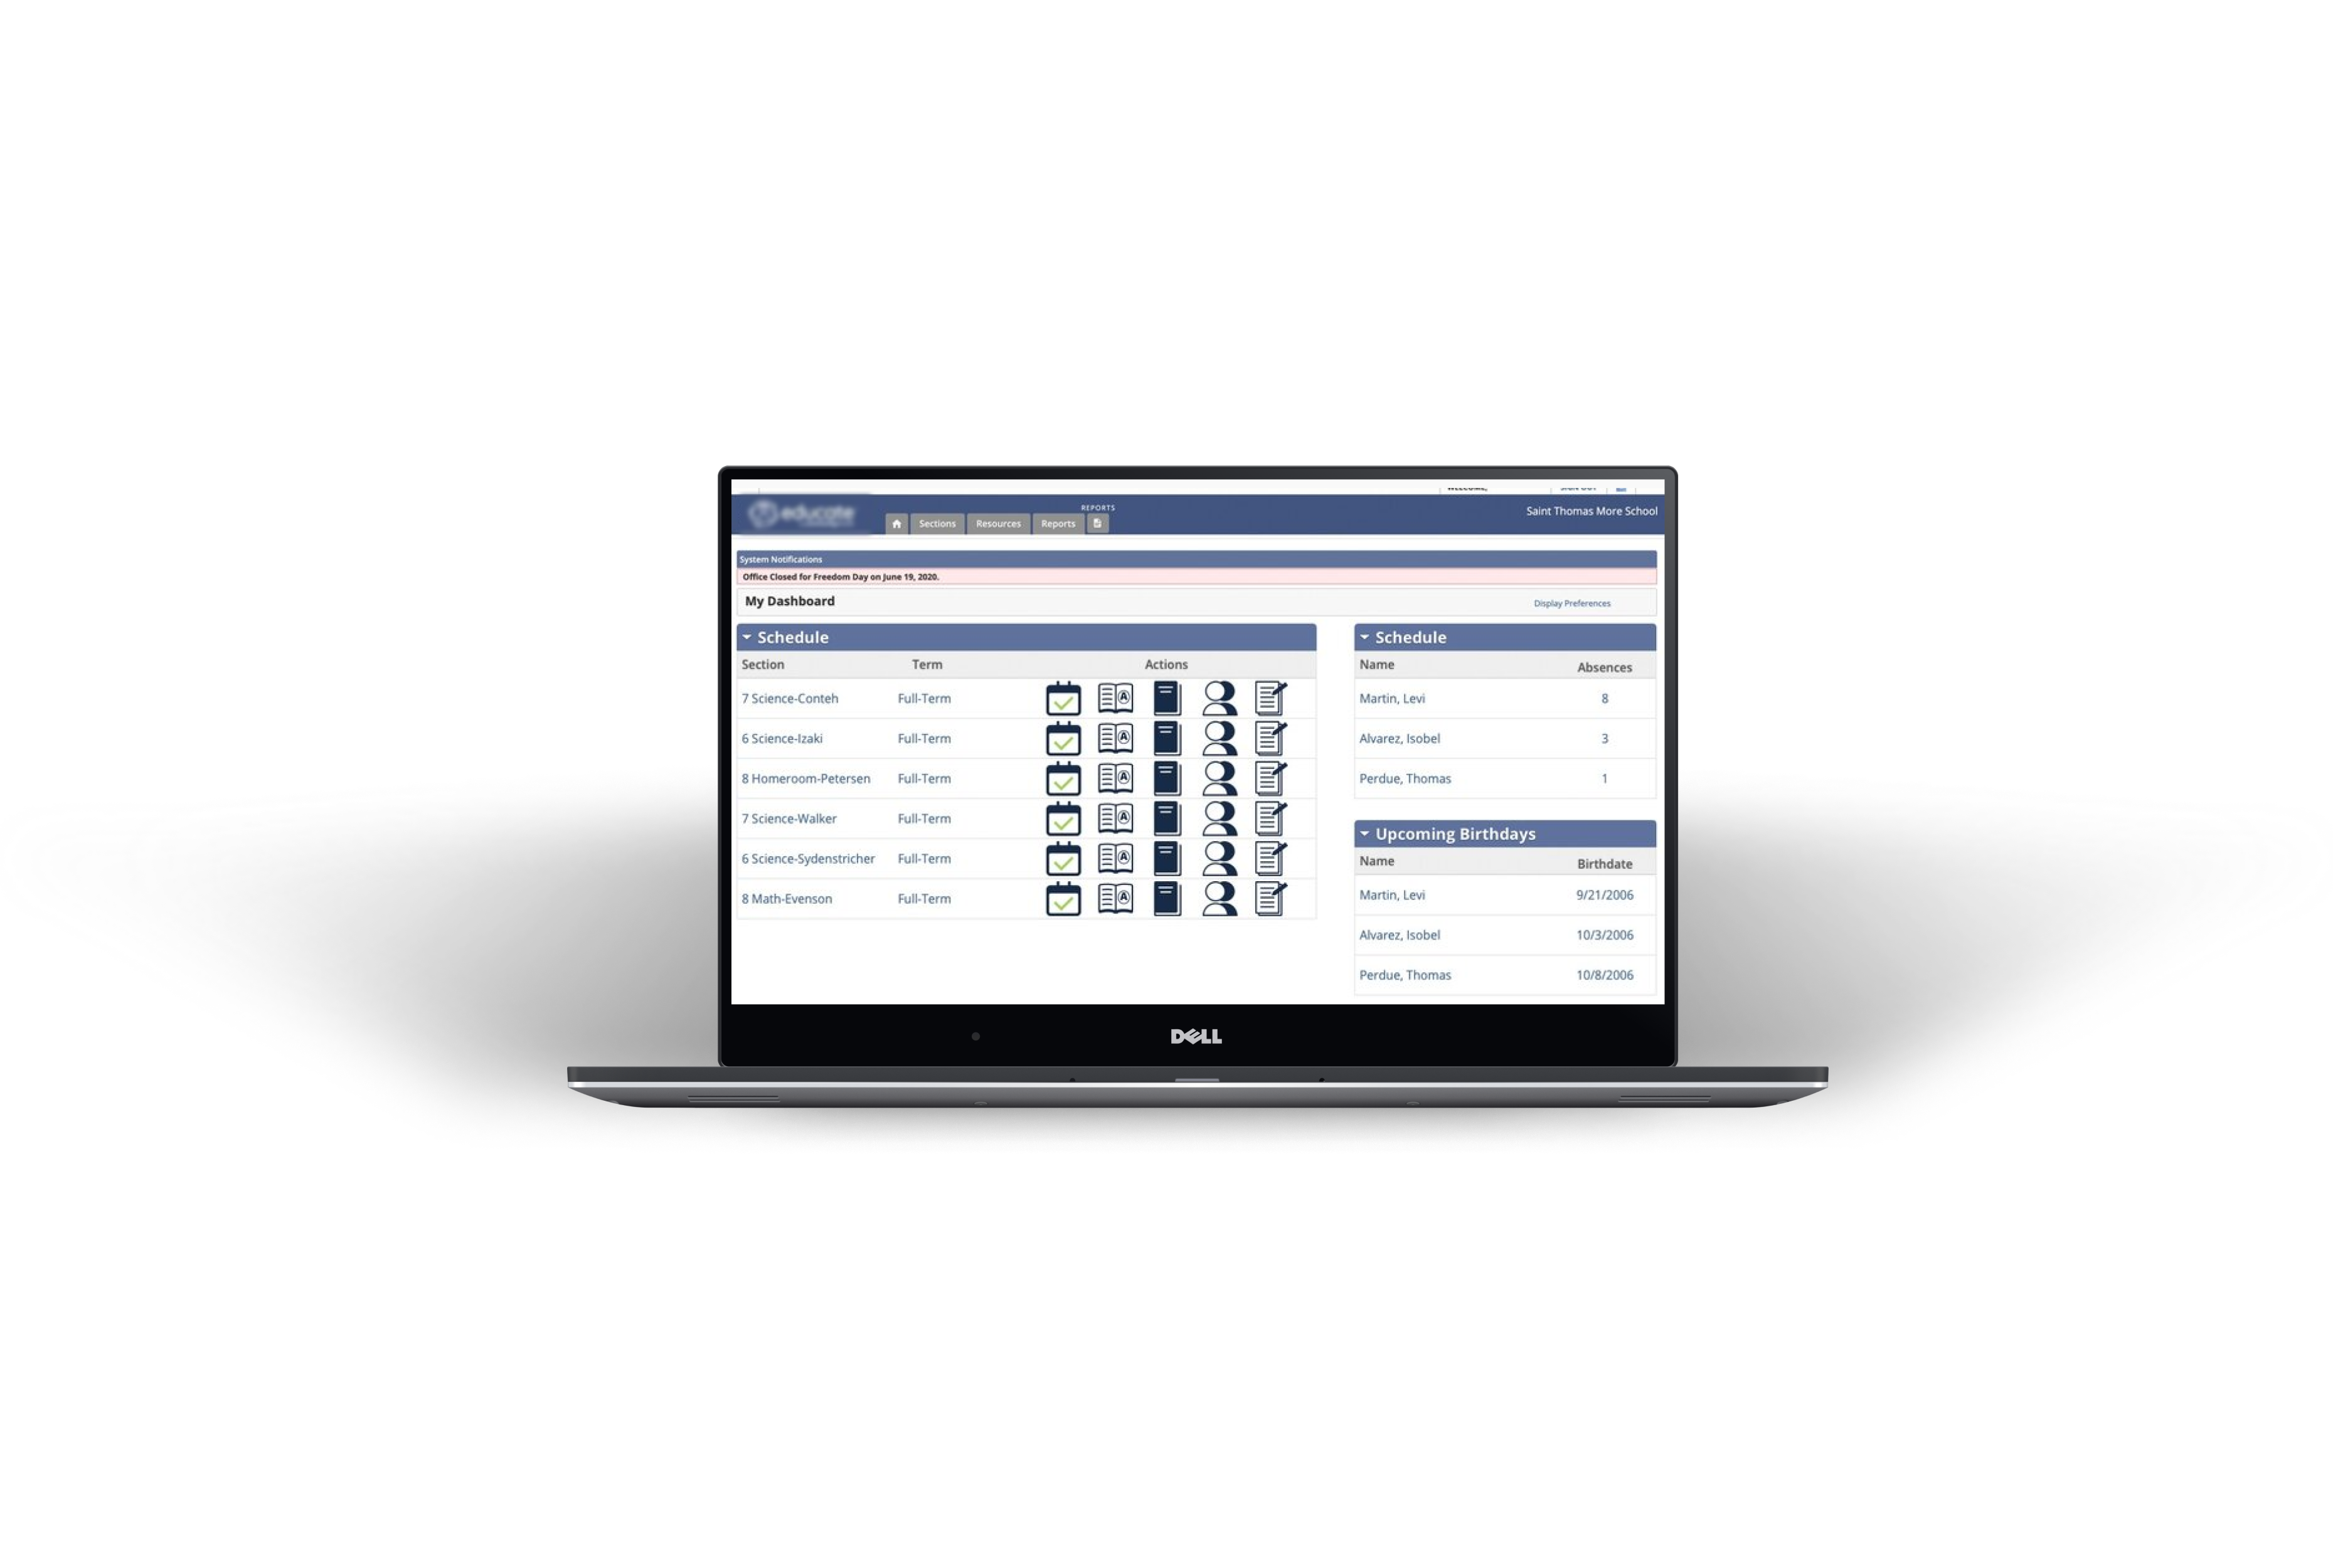 educate
REPORTS
Sections Resources Reports
Saint Thomas More School
System Notifications
Office Closed for Freedom Day on June 19, 2020.
My Dashboard
Display Preferences
Schedule
Section Term Actions
7 Science-Conteh Full-Term
6 Science-Izaki Full-Term
8 Homeroom-Petersen Full-Term
7 Science-Walker Full-Term
6 Science-Sydenstricher Full-Term
8 Math-Evenson Full-Term
Schedule
Name Absences
Martin, Levi 8
Alvarez, Isobel 3
Perdue, Thomas 1
Upcoming Birthdays
Name Birthdate
Martin, Levi 9/21/2006
Alvarez, Isobel 10/3/2006
Perdue, Thomas 10/8/2006
DELL